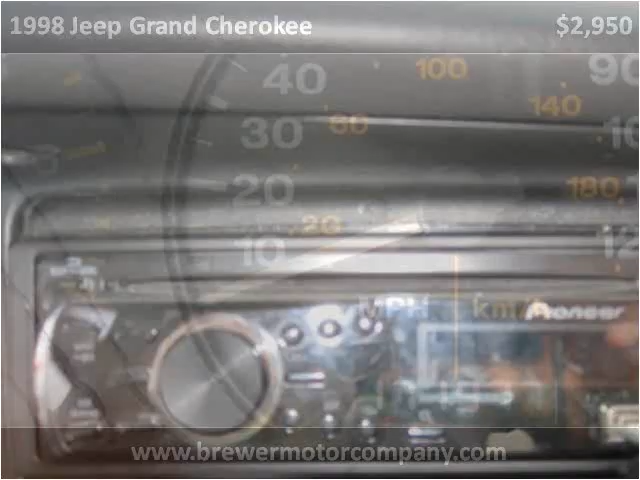 1998 Jeep Grand Cherokee $2,950
40 100 90
30 60 140
20 180
10 20 12
MPH km/h Pioneer
www.brewermotorcompany.com